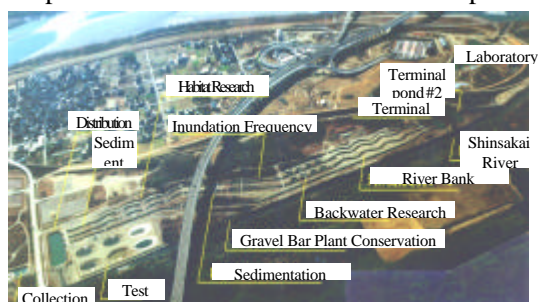 Laboratory
Habitat Research
Terminal
pond #2
Terminal
Distribution
Sedim
ent
Inundation Frequency
Shinsakai
River
River Bank
Backwater Research
Gravel Bar Plant Conservation
Sedimentation
Test
Collection